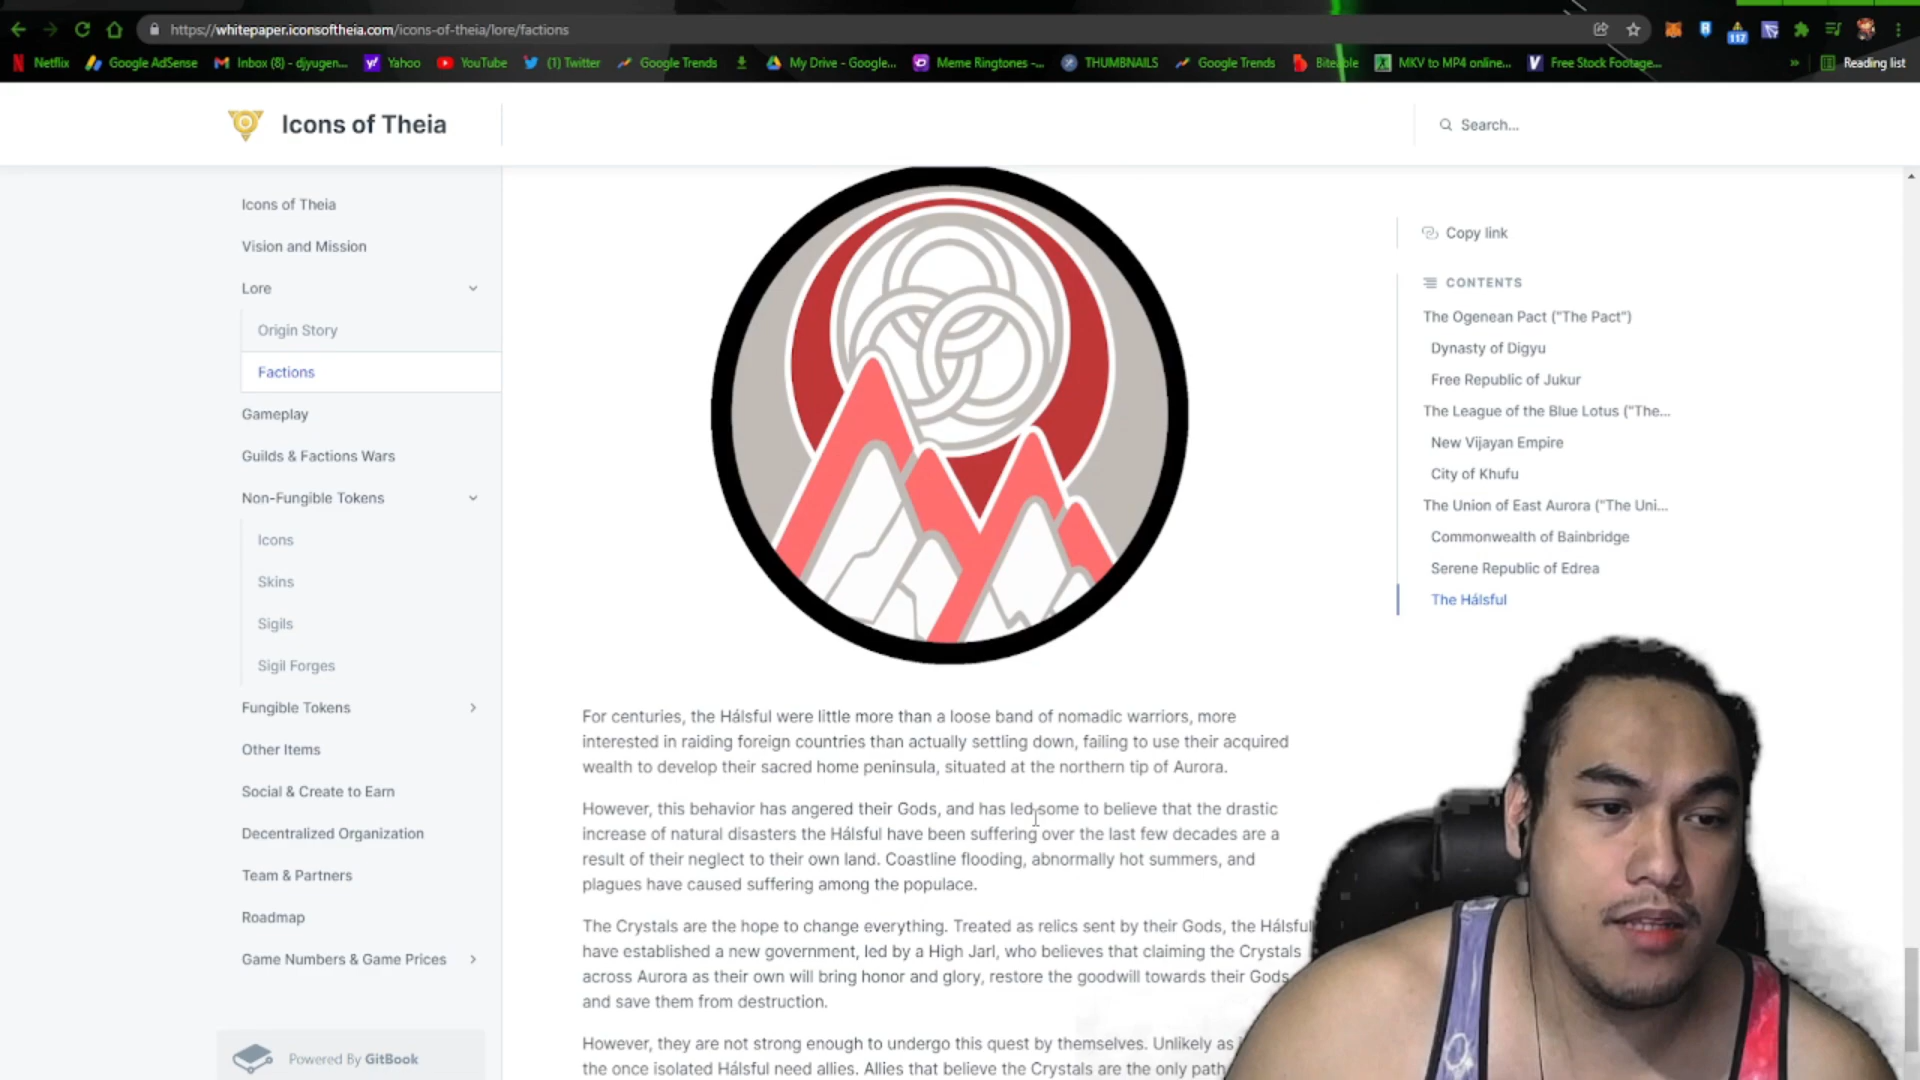 https://whitepaper.iconsoftheia.com/icons-of-theia/lore/factions
117
Netflix
Google AdSense
Inbox (8) - djyugen...
Yahoo
YouTube
(1) Twitter
Google Trends
My Drive - Google...
Meme Ringtones -...
THUMBNAILS
Google Trends
Biteable
MKV to MP4 online...
Free Stock Footage...
»
Reading list
Icons of Theia
Search...
Icons of Theia
Vision and Mission
Lore
Origin Story
Factions
Gameplay
Guilds & Factions Wars
Non-Fungible Tokens
Icons
Skins
Sigils
Sigil Forges
Fungible Tokens
Other Items
Social & Create to Earn
Decentralized Organization
Team & Partners
Roadmap
Game Numbers & Game Prices
Powered By GitBook
For centuries, the Hálsful were little more than a loose band of nomadic warriors, more
interested in raiding foreign countries than actually settling down, failing to use their acquired
wealth to develop their sacred home peninsula, situated at the northern tip of Aurora.
However, this behavior has angered their Gods, and has led some to believe that the drastic
increase of natural disasters the Hálsful have been suffering over the last few decades are a
result of their neglect to their own land. Coastline flooding, abnormally hot summers, and
plagues have caused suffering among the populace.
The Crystals are the hope to change everything. Treated as relics sent by their Gods, the Hálsful
have established a new government, led by a High Jarl, who believes that claiming the Crystals
across Aurora as their own will bring honor and glory, restore the goodwill towards their Gods
and save them from destruction.
However, they are not strong enough to undergo this quest by themselves. Unlikely as
the once isolated Hálsful need allies. Allies that believe the Crystals are the only path
Copy link
CONTENTS
The Ogenean Pact ("The Pact")
Dynasty of Digyu
Free Republic of Jukur
The League of the Blue Lotus ("The...
New Vijayan Empire
City of Khufu
The Union of East Aurora ("The Uni...
Commonwealth of Bainbridge
Serene Republic of Edrea
The Hálsful